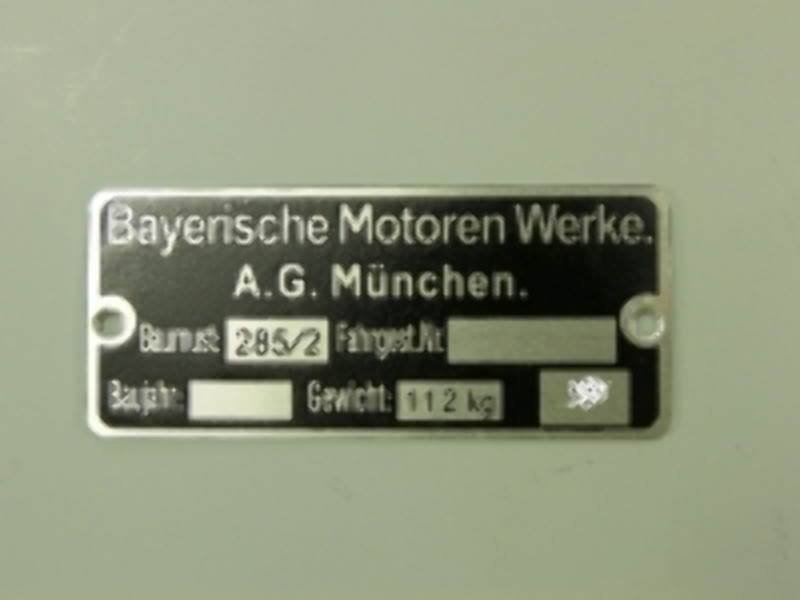 Bayerische Motoren Werke.
A.G. München.
Baumust. 285/2 Fahrgest.Nr.
Baujahr: Gewicht: 112 kg